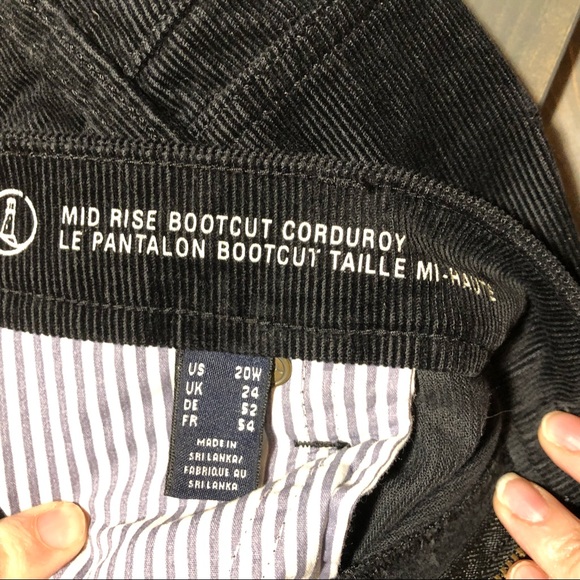 MID RISE BOOTCUT CORDUROY
LE PANTALON BOOTCUT TAILLE MI-HAUTE
US 20W
UK 24
DE 52
FR 54
MADE IN
SRI LANKA/
FABRIQUE AU
SRI LANKA